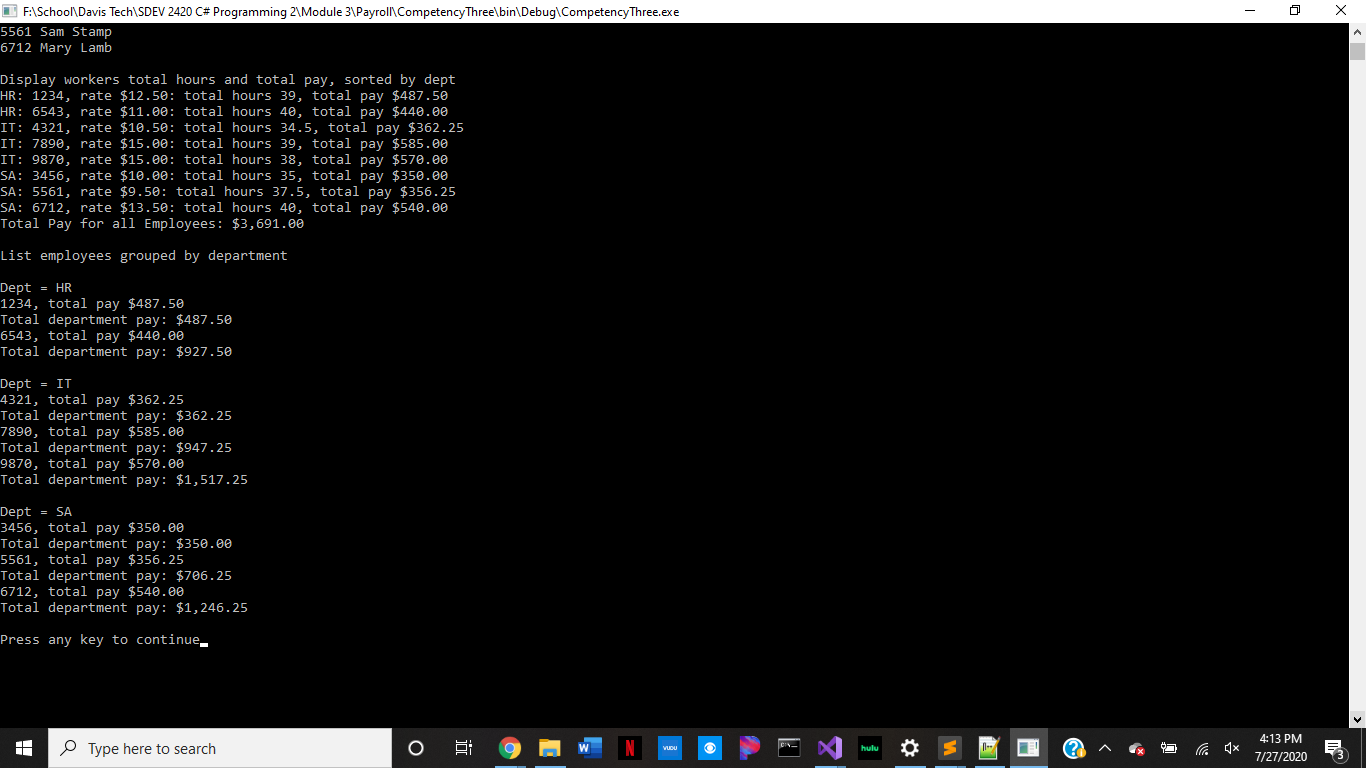 F:\School\Davis Tech\SDEV 2420 C# Programming 2\Module 3\Payroll\CompetencyThree\bin\Debug\CompetencyThree.exe
5561 Sam Stamp
6712 Mary Lamb
Display workers total hours and total pay, sorted by dept
HR: 1234, rate $12.50: total hours 39, total pay $487.50
HR: 6543, rate $11.00: total hours 40, total pay $440.00
IT: 4321, rate $10.50: total hours 34.5, total pay $362.25
IT: 7890, rate $15.00: total hours 39, total pay $585.00
IT: 9870, rate $15.00: total hours 38, total pay $570.00
SA: 3456, rate $10.00: total hours 35, total pay $350.00
SA: 5561, rate $9.50: total hours 37.5, total pay $356.25
SA: 6712, rate $13.50: total hours 40, total pay $540.00
Total Pay for all Employees: $3,691.00
List employees grouped by department
Dept = HR
1234, total pay $487.50
Total department pay: $487.50
6543, total pay $440.00
Total department pay: $927.50
Dept = IT
4321, total pay $362.25
Total department pay: $362.25
7890, total pay $585.00
Total department pay: $947.25
9870, total pay $570.00
Total department pay: $1,517.25
Dept = SA
3456, total pay $350.00
Total department pay: $350.00
5561, total pay $356.25
Total department pay: $706.25
6712, total pay $540.00
Total department pay: $1,246.25
Press any key to continue
Type here to search
W
N
VUDU
hulu
4:13 PM
7/27/2020
3